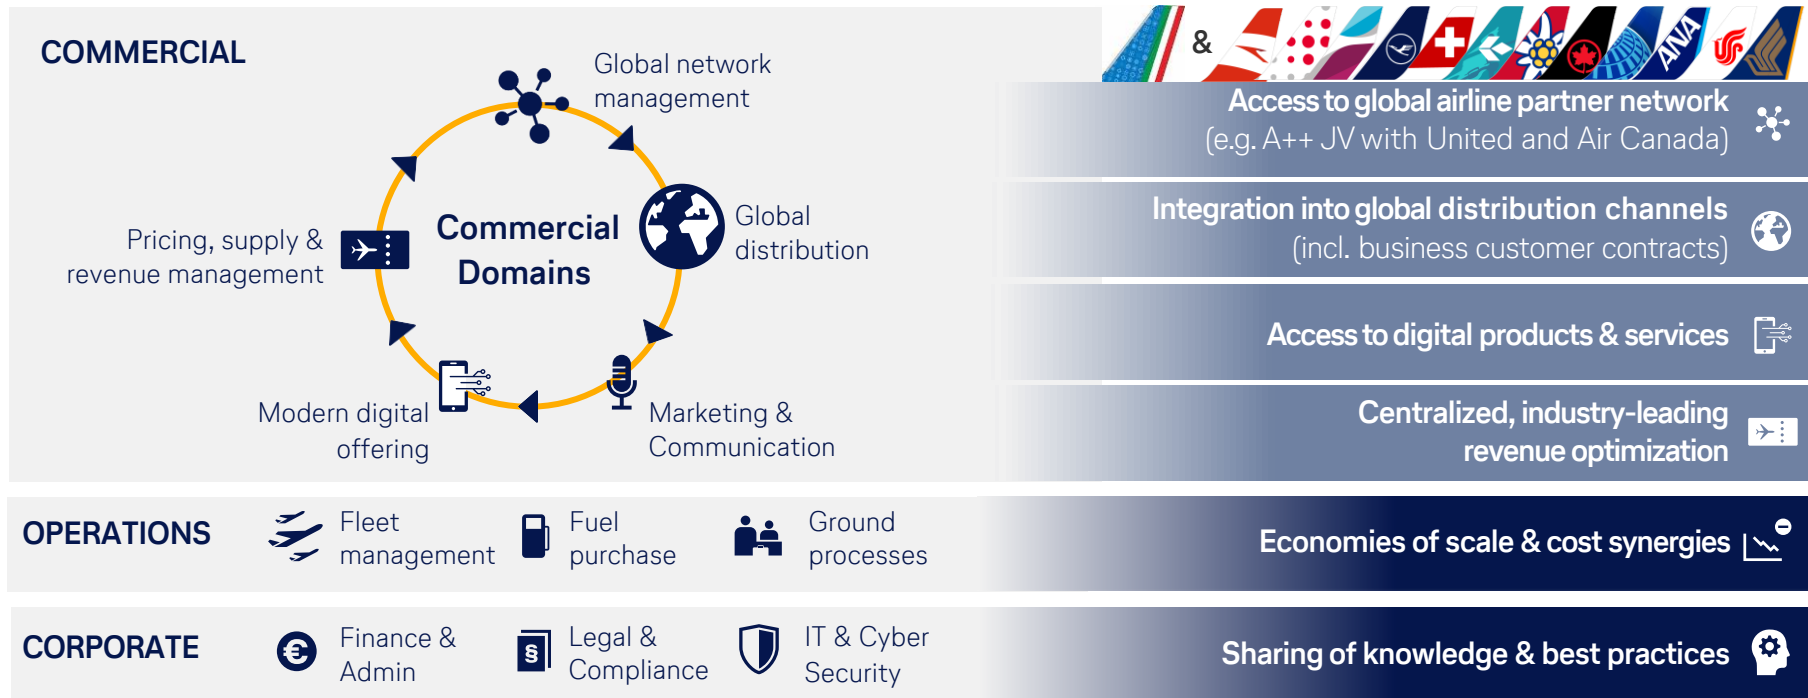 COMMERCIAL
Global network
management
Global
distribution
Marketing &
Communication
Modern digital
offering
Pricing, supply &
revenue management
Commercial
Domains
&
ANA
Access to global airline partner network
(e.g. A++ JV with United and Air Canada)
Integration into global distribution channels
(incl. business customer contracts)
Access to digital products & services
Centralized, industry-leading
revenue optimization
OPERATIONS
Fleet
management
Fuel
purchase
Ground
processes
Economies of scale & cost synergies
CORPORATE
€
Finance &
Admin
§
Legal &
Compliance
IT & Cyber
Security
Sharing of knowledge & best practices